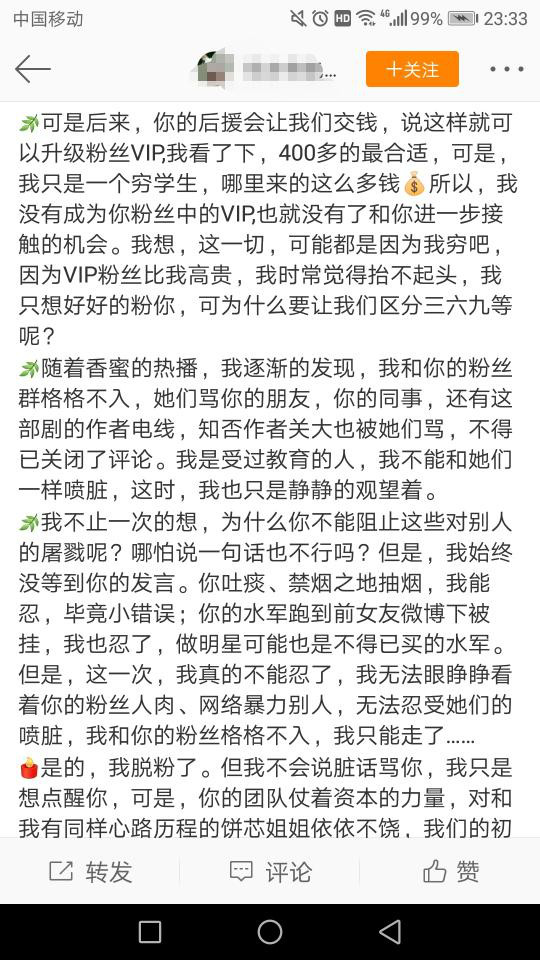 中国移动 HD 4G 99% 23:33
...
＋关注
可是后来，你的后援会让我们交钱，说这样就可
以升级粉丝VIP,我看了下，400多的最合适，可是，
我只是一个穷学生，哪里来的这么多钱💰所以，我
没有成为你粉丝中的VIP,也就没有了和你进一步接
触的机会。我想，这一切，可能都是因为我穷吧，
因为VIP粉丝比我高贵，我时常觉得抬不起头，我
只想好好的粉你，可为什么要让我们区分三六九等
呢？
随着香蜜的热播，我逐渐的发现，我和你的粉丝
群格格不入，她们骂你的朋友，你的同事，还有这
部剧的作者电线，知否作者关大也被她们骂，不得
已关闭了评论。我是受过教育的人，我不能和她们
一样喷脏，这时，我也只是静静的观望着。
我不止一次的想，为什么你不能阻止这些对别人
的屠戮呢？哪怕说一句话也不行吗？但是，我始终
没等到你的发言。你吐痰、禁烟之地抽烟，我能
忍，毕竟小错误；你的水军跑到前女友微博下被
挂，我也忍了，做明星可能也是不得已买的水军。
但是，这一次，我真的不能忍了，我无法眼睁睁看
着你的粉丝人肉、网络暴力别人，无法忍受她们的
喷脏，我和你的粉丝格格不入，我只能走了……
是的，我脱粉了。但我不会说脏话骂你，我只是
想点醒你，可是，你的团队仗着资本的力量，对和
我有同样心路历程的饼芯姐姐依依不饶，我们的初
转发 评论 赞